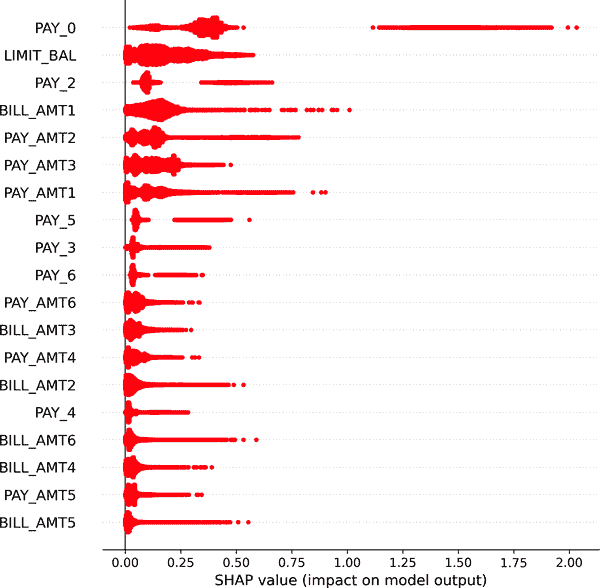 PAY_0
LIMIT_BAL
PAY_2
BILL_AMT1
PAY_AMT2
PAY_AMT3
PAY_AMT1
PAY_5
PAY_3
PAY_6
PAY_AMT6
BILL_AMT3
PAY_AMT4
BILL_AMT2
PAY_4
BILL_AMT6
BILL_AMT4
PAY_AMT5
BILL_AMT5
0.00 0.25 0.50 0.75 1.00 1.25 1.50 1.75 2.00
SHAP value (impact on model output)